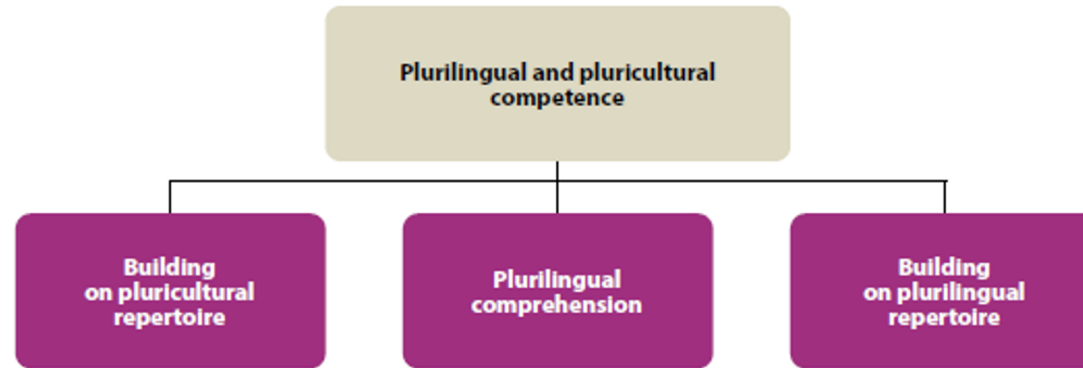 Plurilingual and pluricultural
competence
Building
on pluricultural
repertoire
Plurilingual
comprehension
Building
on plurilingual
repertoire